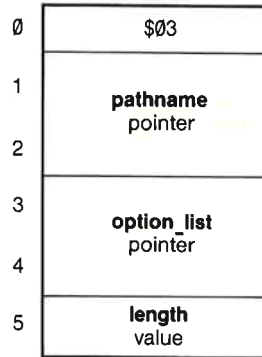 Ø $Ø3
1
pathname
pointer
2
3
option_list
pointer
4
5
length
value